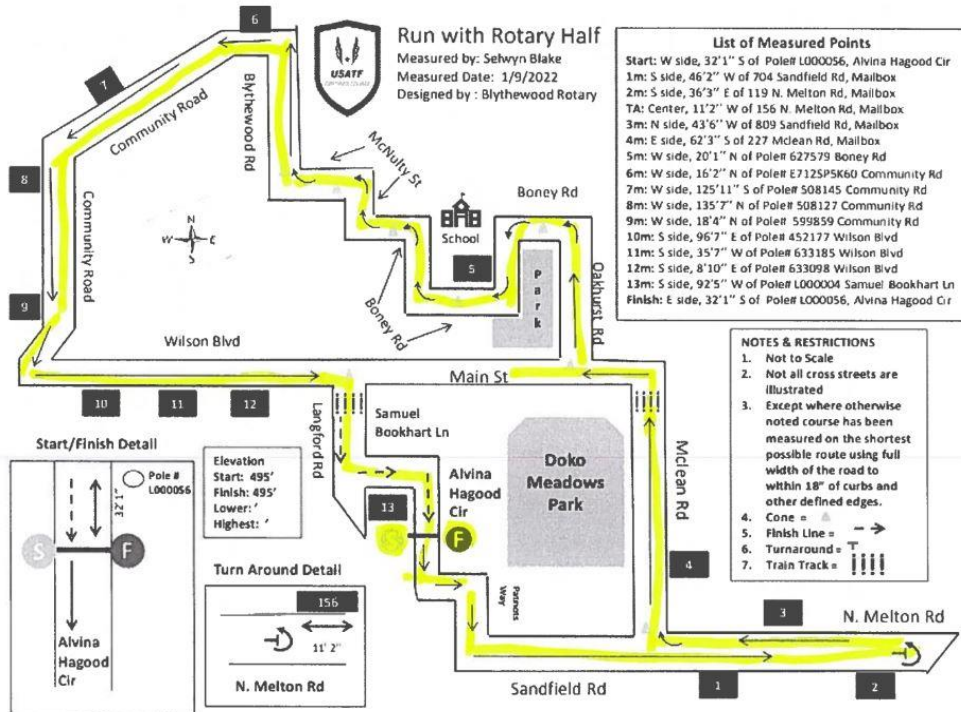 Run with Rotary Half
Measured by: Selwyn Blake
Measured Date: 1/9/2022
Designed by : Blythewood Rotary
USATF
List of Measured Points
Start: W side, 32'1" S of Pole# L000056, Alvina Hagood Cir
1m: S side, 46'2" W of 704 Sandfield Rd, Mailbox
2m: S side, 36'3" E of 119 N. Melton Rd, Mailbox
TA: Center, 11'2" W of 156 N. Melton Rd, Mailbox
3m: N side, 43'6" W of 809 Sandfield Rd, Mailbox
4m: E side, 62'3" S of 227 Mclean Rd, Mailbox
5m: W side, 20'1" N of Pole# 627579 Boney Rd
6m: W side, 16'2" N of Pole# E712SP5K60 Community Rd
7m: W side, 125'11" S of Pole# 508145 Community Rd
8m: W side, 135'7" N of Pole# 508127 Community Rd
9m: W side, 18'4" N of Pole# 599859 Community Rd
10m: S side, 96'7" E of Pole# 452177 Wilson Blvd
11m: S side, 35'7" W of Pole# 633185 Wilson Blvd
12m: S side, 8'10" E of Pole# 633098 Wilson Blvd
13m: S side, 92'5" W of Pole# L000004 Samuel Bookhart Ln
Finish: E side, 32'1" S of Pole# L000056, Alvina Hagood Cir
6
7
8
9
Community Road
Community Road
Blythewood Rd
McNulty St
School
5
Boney Rd
Boney Rd
Park
Oakhurst Rd
N
W
E
S
Wilson Blvd
Main St
10
11
12
Langford Rd
Samuel
Bookhart Ln
13
Alvina
Hagood
Cir
S
F
Doko
Meadows
Park
Mclean Rd
4
Patriots
Way
3
N. Melton Rd
Sandfield Rd
1
2
NOTES & RESTRICTIONS
1. Not to Scale
2. Not all cross streets are
illustrated
3. Except where otherwise
noted course has been
measured on the shortest
possible route using full
width of the road to
within 18" of curbs and
other defined edges.
4. Cone =
5. Finish Line =
6. Turnaround =
7. Train Track =
Start/Finish Detail
Pole #
L000056
32'1"
S
F
Alvina
Hagood
Cir
Elevation
Start: 495'
Finish: 495'
Lower: '
Highest: '
Turn Around Detail
156
11' 2"
N. Melton Rd